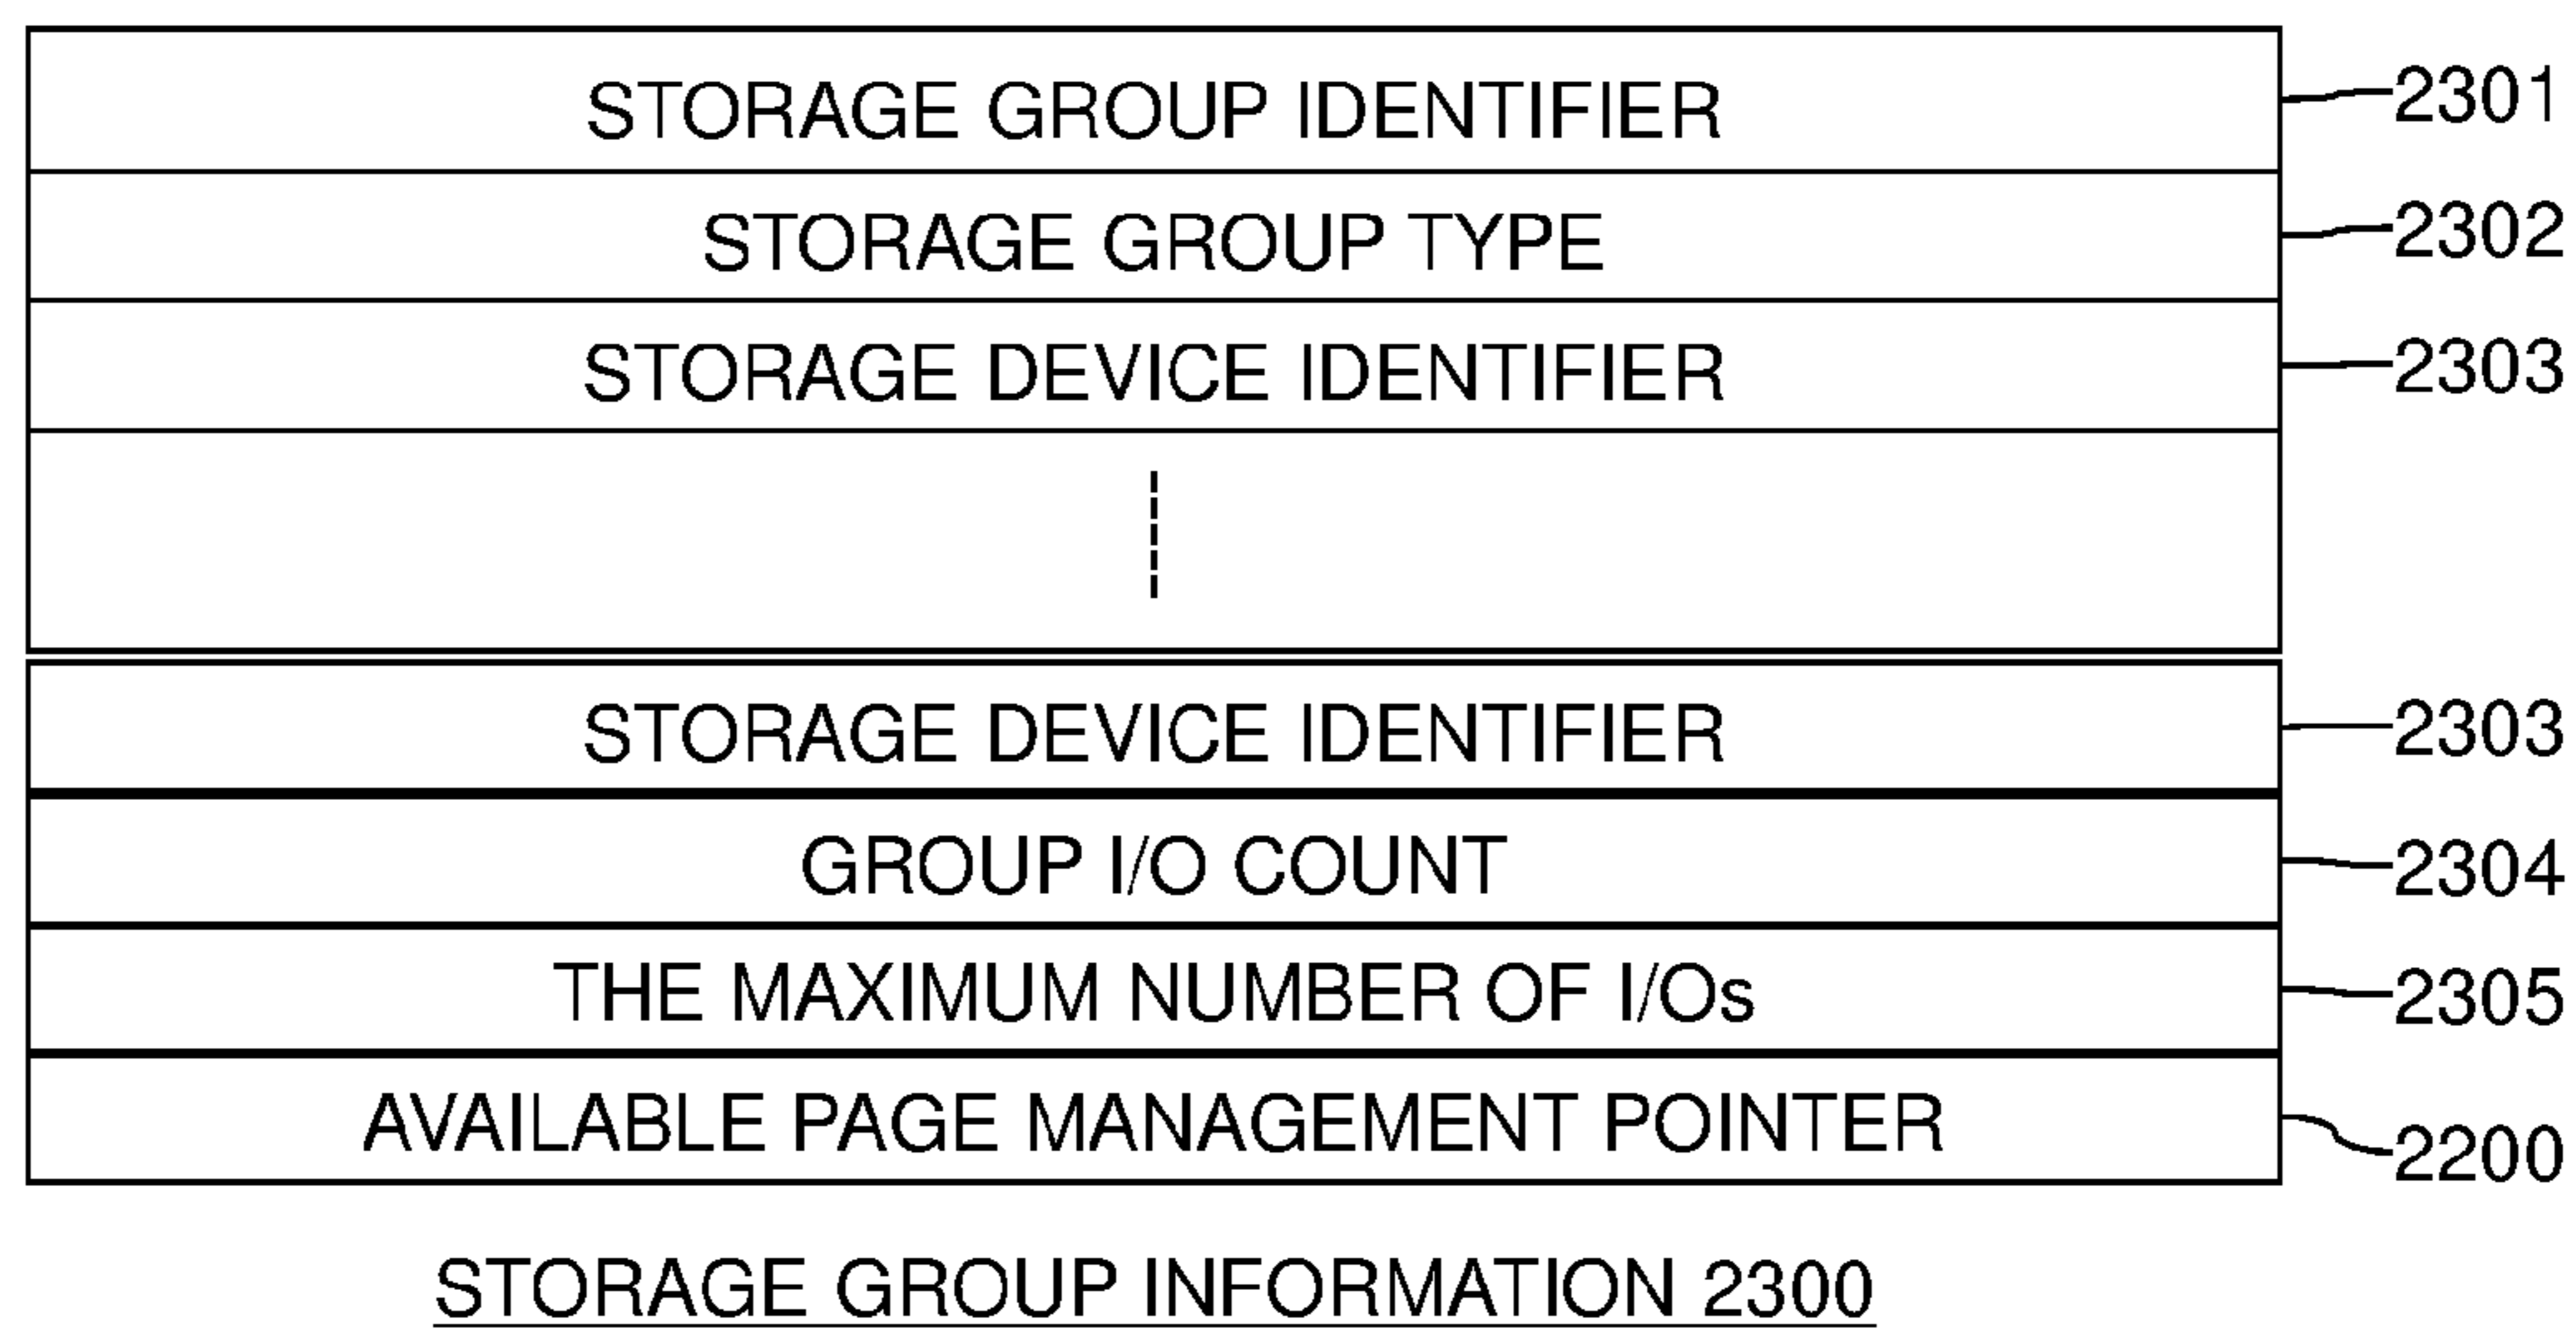 STORAGE GROUP IDENTIFIER 2301
STORAGE GROUP TYPE 2302
STORAGE DEVICE IDENTIFIER 2303
STORAGE DEVICE IDENTIFIER 2303
GROUP I/O COUNT 2304
THE MAXIMUM NUMBER OF I/Os 2305
AVAILABLE PAGE MANAGEMENT POINTER 2200
STORAGE GROUP INFORMATION 2300